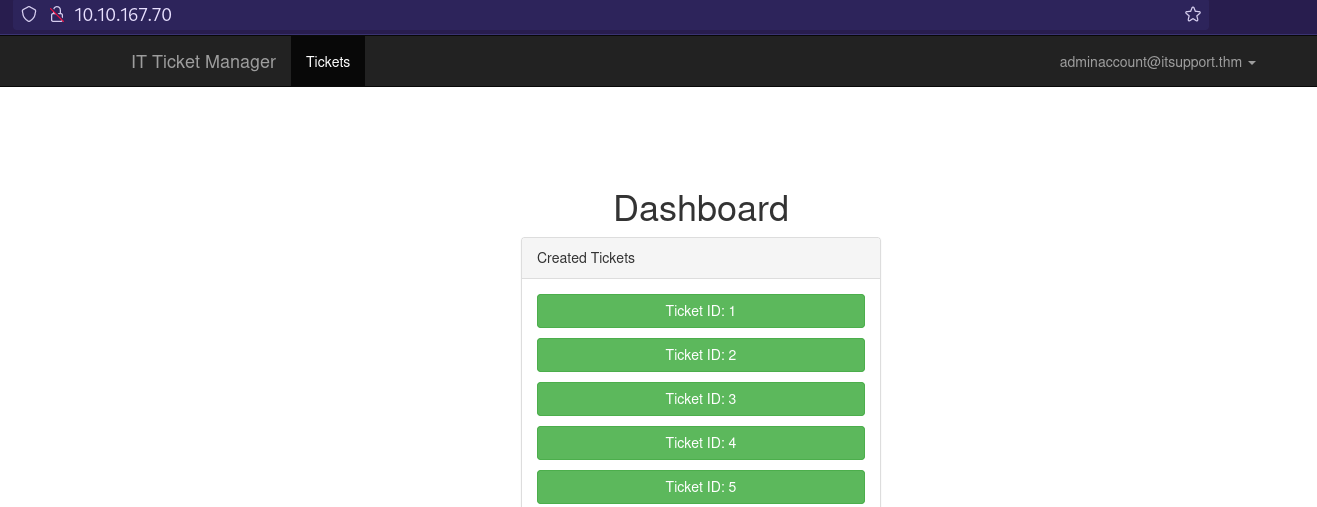 10.10.167.70
IT Ticket Manager Tickets adminaccount@itsupport.thm
Dashboard
Created Tickets
Ticket ID: 1
Ticket ID: 2
Ticket ID: 3
Ticket ID: 4
Ticket ID: 5